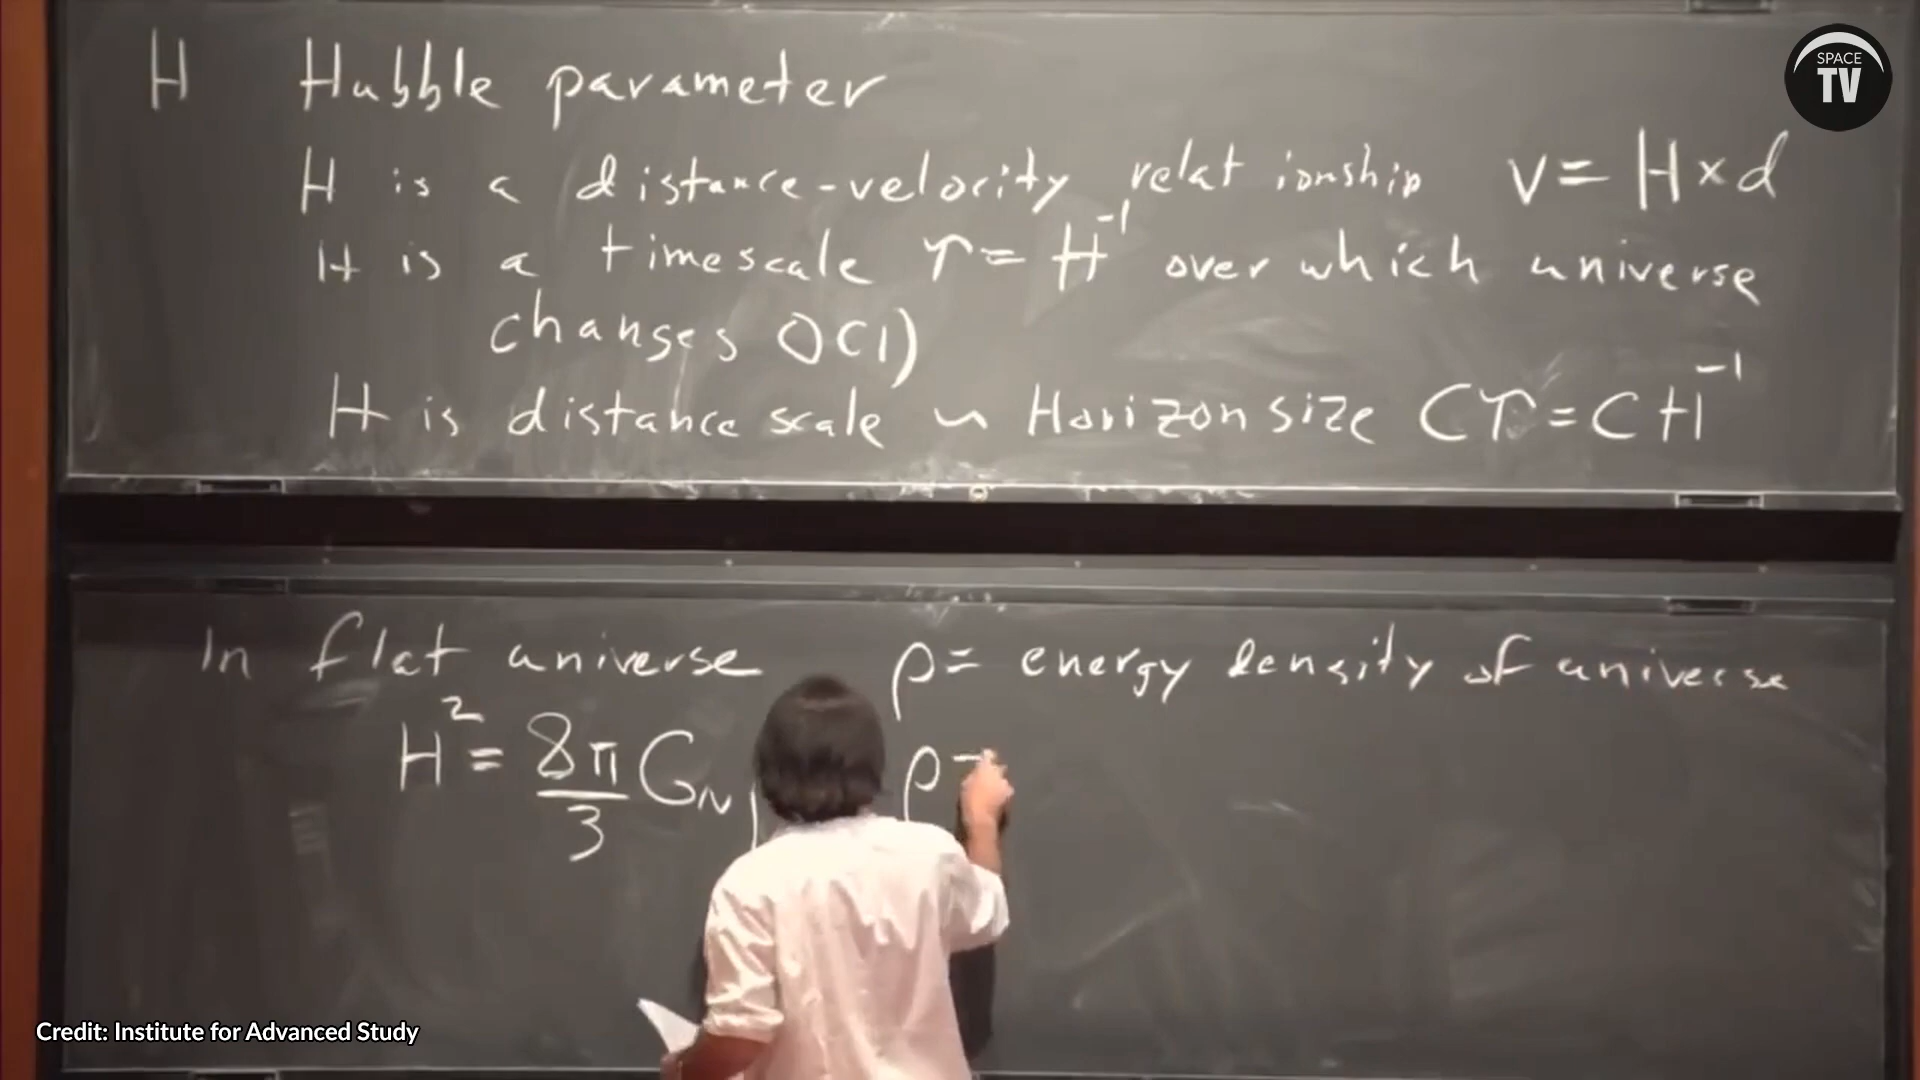 SPACE
TV
H Hubble parameter
H is a distance-velocity relationship v = H × d
H is a timescale τ = H⁻¹ over which universe
changes O(1)
H is distance scale ~ Horizon size cτ = cH⁻¹
In flat universe ρ = energy density of universe
H² = 8π/3 G_N ρ =
Credit: Institute for Advanced Study